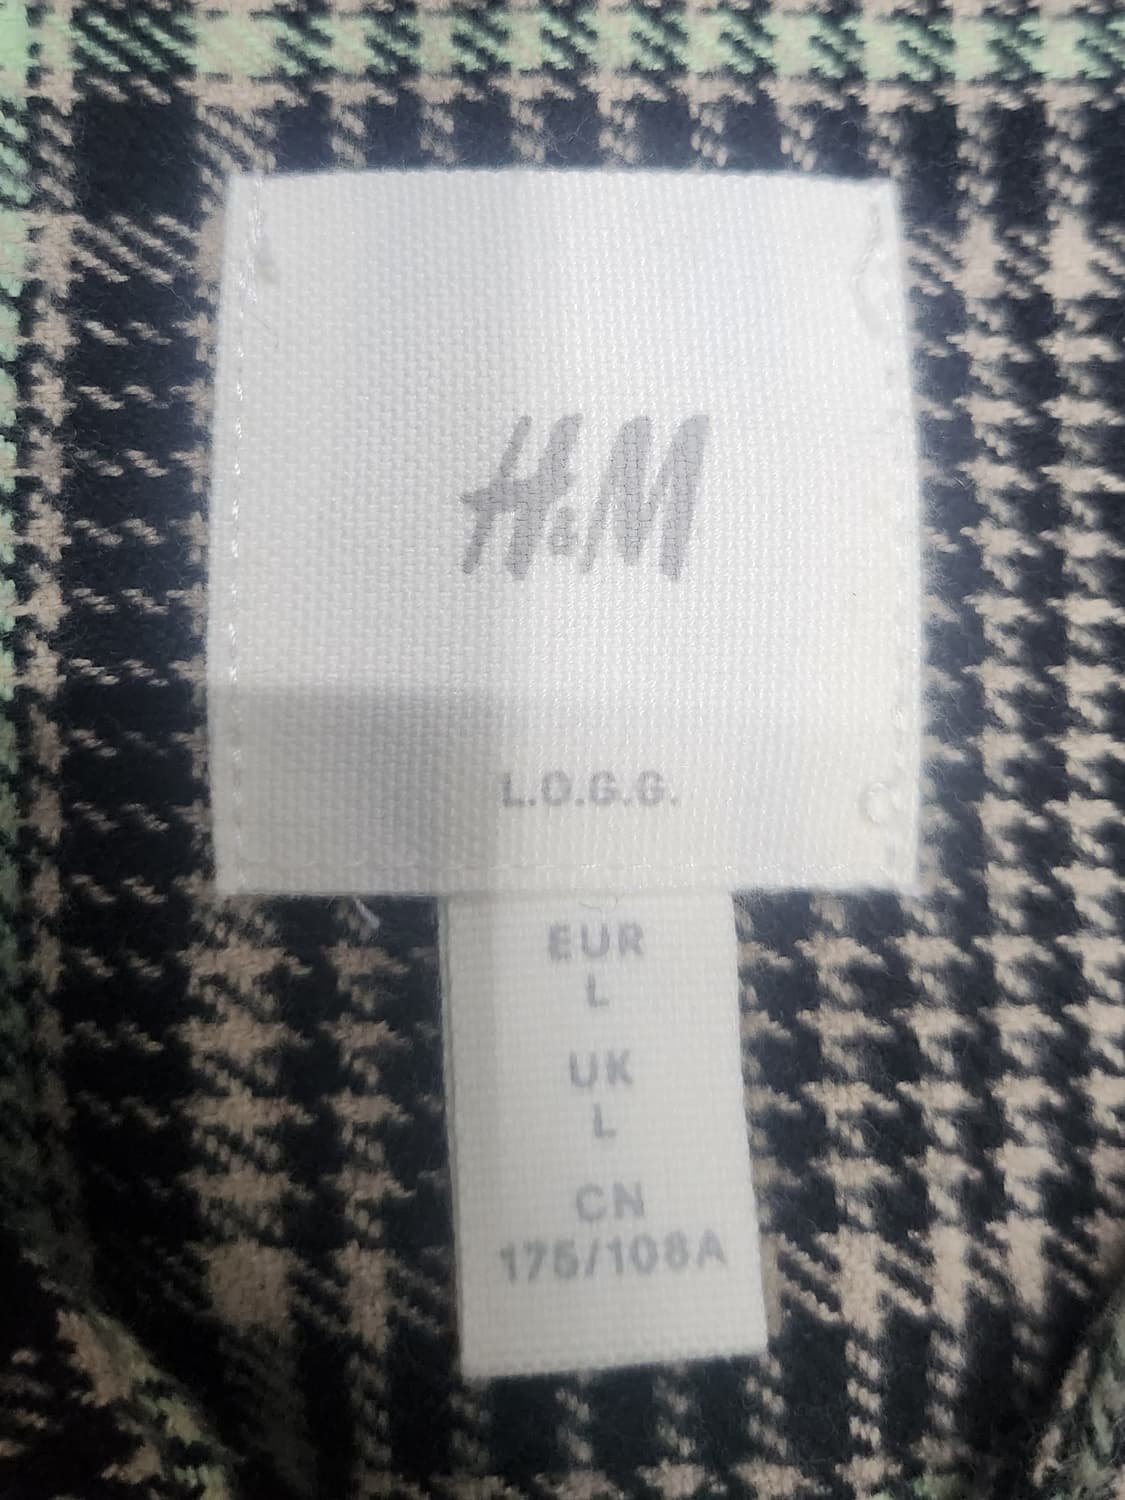 H&M
L.O.G.G.
EUR
L
UK
L
CN
175/108A